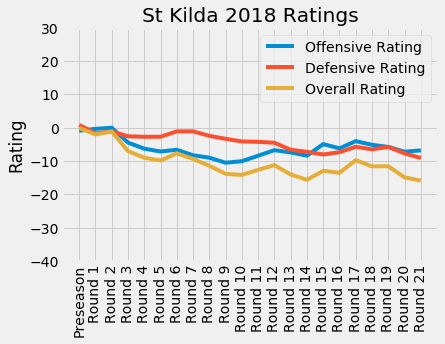 St Kilda 2018 Ratings
Offensive Rating
Defensive Rating
Overall Rating
Rating
30
20
10
0
−10
−20
−30
−40
Preseason
Round 1
Round 2
Round 3
Round 4
Round 5
Round 6
Round 7
Round 8
Round 9
Round 10
Round 11
Round 12
Round 13
Round 14
Round 15
Round 16
Round 17
Round 18
Round 19
Round 20
Round 21